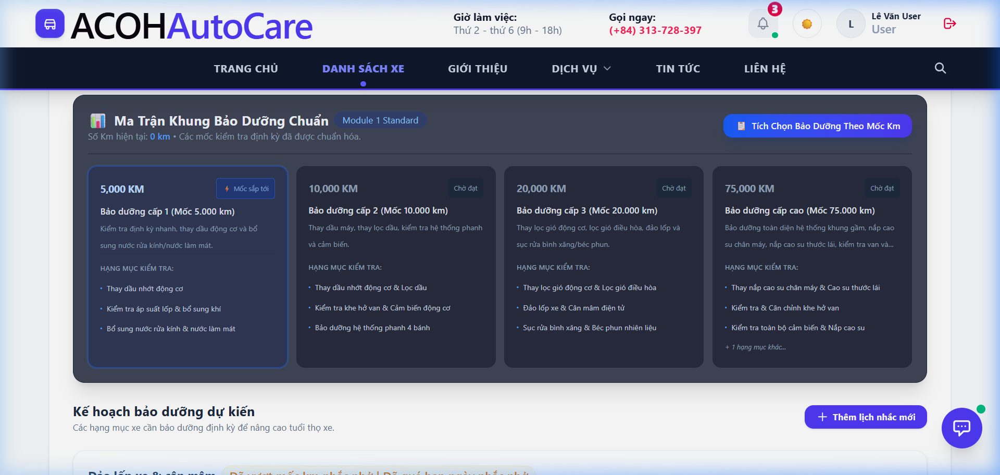 ACOHAutoCare
Giờ làm việc:
Thứ 2 - thứ 6 (9h - 18h)
Gọi ngay:
(+84) 313-728-397
3
L
Lê Văn User
User
TRANG CHỦ
DANH SÁCH XE
GIỚI THIỆU
DỊCH VỤ
TIN TỨC
LIÊN HỆ
Ma Trận Khung Bảo Dưỡng Chuẩn
Module 1 Standard
Số Km hiện tại: 0 km • Các mốc kiểm tra định kỳ đã được chuẩn hóa.
Tích Chọn Bảo Dưỡng Theo Mốc Km
5,000 KM
Mốc sắp tới
Bảo dưỡng cấp 1 (Mốc 5.000 km)
Kiểm tra định kỳ nhanh, thay dầu động cơ và bổ
sung nước rửa kính/nước làm mát.
HẠNG MỤC KIỂM TRA:
• Thay dầu nhớt động cơ
• Kiểm tra áp suất lốp & bổ sung khí
• Bổ sung nước rửa kính & nước làm mát
10,000 KM
Chờ đạt
Bảo dưỡng cấp 2 (Mốc 10.000 km)
Thay dầu máy, thay lọc dầu, kiểm tra hệ thống phanh
và cảm biến.
HẠNG MỤC KIỂM TRA:
• Thay dầu nhớt động cơ & Lọc dầu
• Kiểm tra khe hở van & Cảm biến động cơ
• Bảo dưỡng hệ thống phanh 4 bánh
20,000 KM
Chờ đạt
Bảo dưỡng cấp 3 (Mốc 20.000 km)
Thay lọc gió động cơ, lọc gió điều hòa, đảo lốp và
sục rửa bình xăng/béc phun.
HẠNG MỤC KIỂM TRA:
• Thay lọc gió động cơ & Lọc gió điều hòa
• Đảo lốp xe & Cân mâm điện tử
• Sục rửa bình xăng & Béc phun nhiên liệu
75,000 KM
Chờ đạt
Bảo dưỡng cấp cao (Mốc 75.000 km)
Bảo dưỡng toàn diện hệ thống khung gầm, nắp cao
su chân máy, nắp cao su thước lái, kiểm tra van và...
HẠNG MỤC KIỂM TRA:
• Thay nắp cao su chân máy & Cao su thước lái
• Kiểm tra & Cân chỉnh khe hở van
• Kiểm tra toàn bộ cảm biến & Nắp cao su
+ 1 hạng mục khác...
Kế hoạch bảo dưỡng dự kiến
Các hạng mục xe cần bảo dưỡng định kỳ để nâng cao tuổi thọ xe.
+ Thêm lịch nhắc mới
Đảo lốp xe & cân mâm
Đã vượt mốc km nhắc nhở | Đã quá hạn ngày nhắc nhở